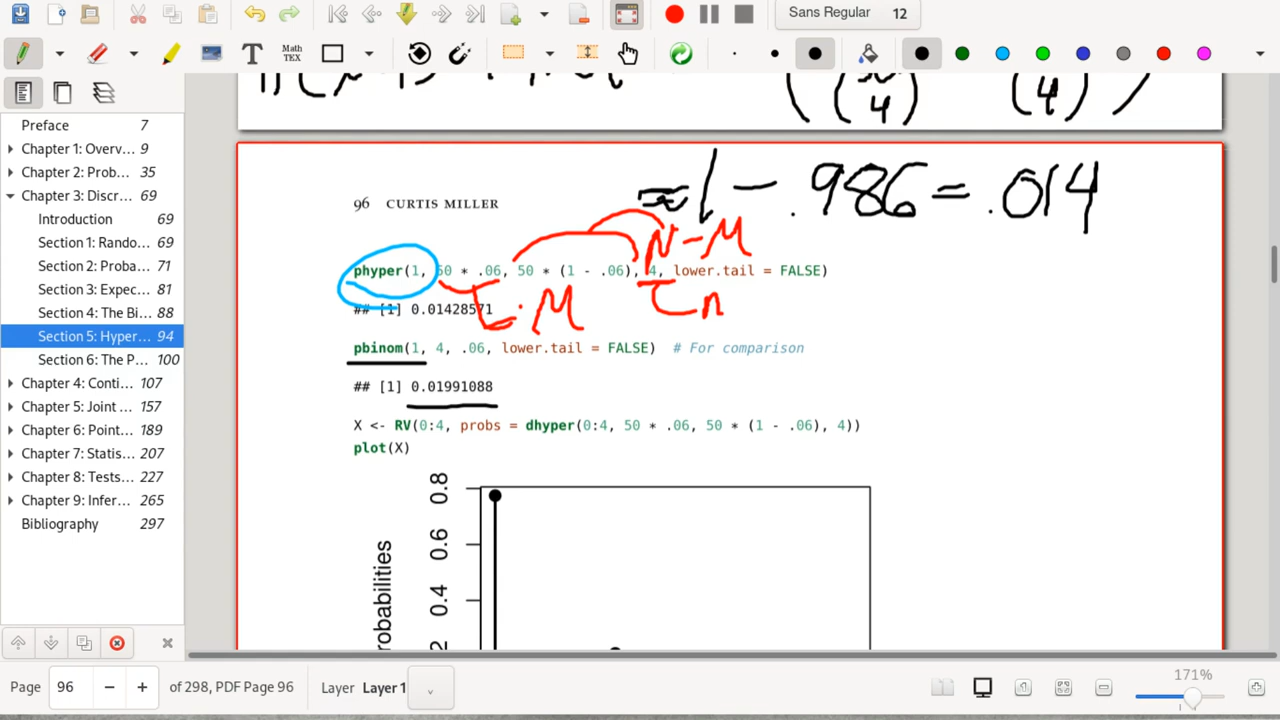 Sans Regular 12
T
Math
TEX
Preface 7
Chapter 1: Overv... 9
Chapter 2: Prob... 35
Chapter 3: Discr... 69
Introduction 69
Section 1: Rando... 69
Section 2: Proba... 71
Section 3: Expec... 81
Section 4: The Bi... 88
Section 5: Hyper... 94
Section 6: The P... 100
Chapter 4: Conti... 107
Chapter 5: Joint ... 157
Chapter 6: Point... 189
Chapter 7: Statis... 207
Chapter 8: Tests... 227
Chapter 9: Infer... 265
Bibliography 297
4
4
≈ 1 - .986 = .014
96 CURTIS MILLER
N-M
phyper(1, 50 * .06, 50 * (1 - .06), 4, lower.tail = FALSE)
## [1] 0.01428571
M
n
pbinom(1, 4, .06, lower.tail = FALSE) # For comparison
## [1] 0.01991088
X <- RV(0:4, probs = dhyper(0:4, 50 * .06, 50 * (1 - .06), 4))
plot(X)
0.8
0.6
0.4
robabilities
Page 96 of 298, PDF Page 96
Layer Layer 1
171%